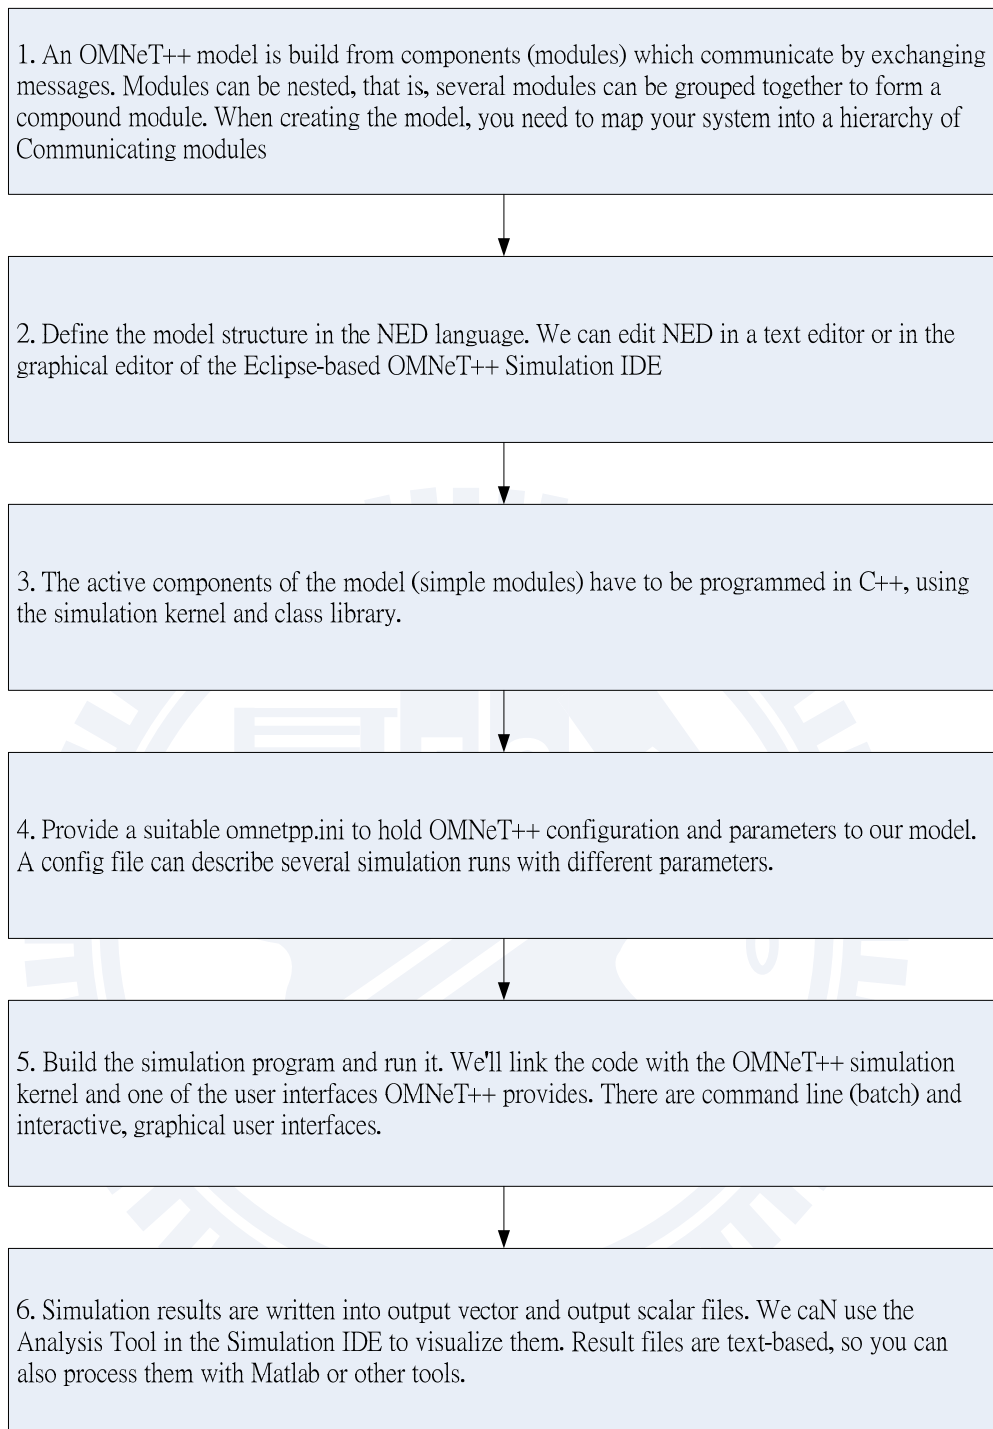 1. An OMNeT++ model is build from components (modules) which communicate by exchanging
messages. Modules can be nested, that is, several modules can be grouped together to form a
compound module. When creating the model, you need to map your system into a hierarchy of
Communicating modules
2. Define the model structure in the NED language. We can edit NED in a text editor or in the
graphical editor of the Eclipse-based OMNeT++ Simulation IDE
3. The active components of the model (simple modules) have to be programmed in C++, using
the simulation kernel and class library.
4. Provide a suitable omnetpp.ini to hold OMNeT++ configuration and parameters to our model.
A config file can describe several simulation runs with different parameters.
5. Build the simulation program and run it. We'll link the code with the OMNeT++ simulation
kernel and one of the user interfaces OMNeT++ provides. There are command line (batch) and
interactive, graphical user interfaces.
6. Simulation results are written into output vector and output scalar files. We caN use the
Analysis Tool in the Simulation IDE to visualize them. Result files are text-based, so you can
also process them with Matlab or other tools.